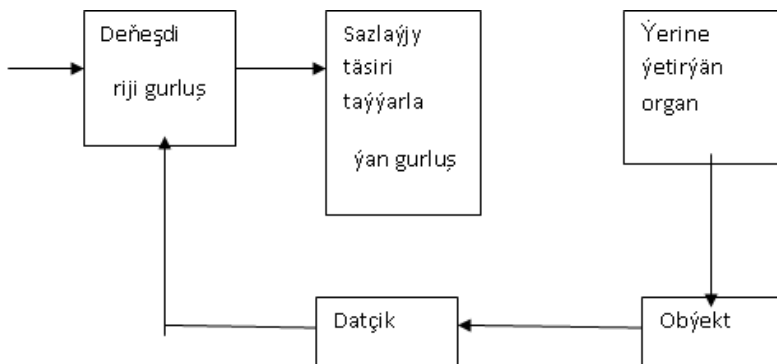 Deňeşdi
riji gurluş
Sazlaýjy
täsiri
taýýarla
ýan gurluş
Ýerine
ýetirýän
organ
Datçik
Obýekt